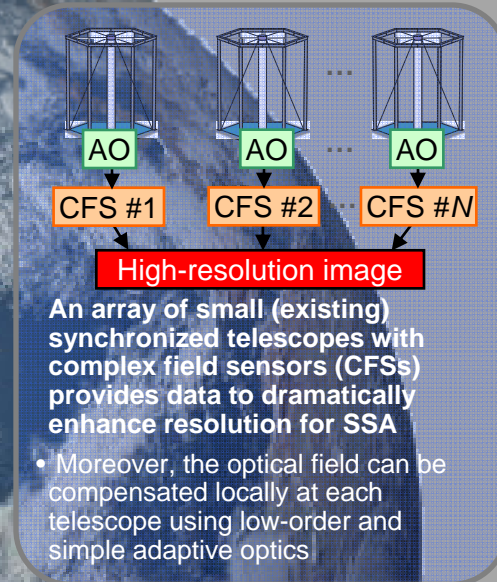 ... ...
AO AO ... AO
CFS #1 CFS #2 ... CFS #N
High-resolution image
An array of small (existing)
synchronized telescopes with
complex field sensors (CFSs)
provides data to dramatically
enhance resolution for SSA
• Moreover, the optical field can be
compensated locally at each
telescope using low-order and
simple adaptive optics